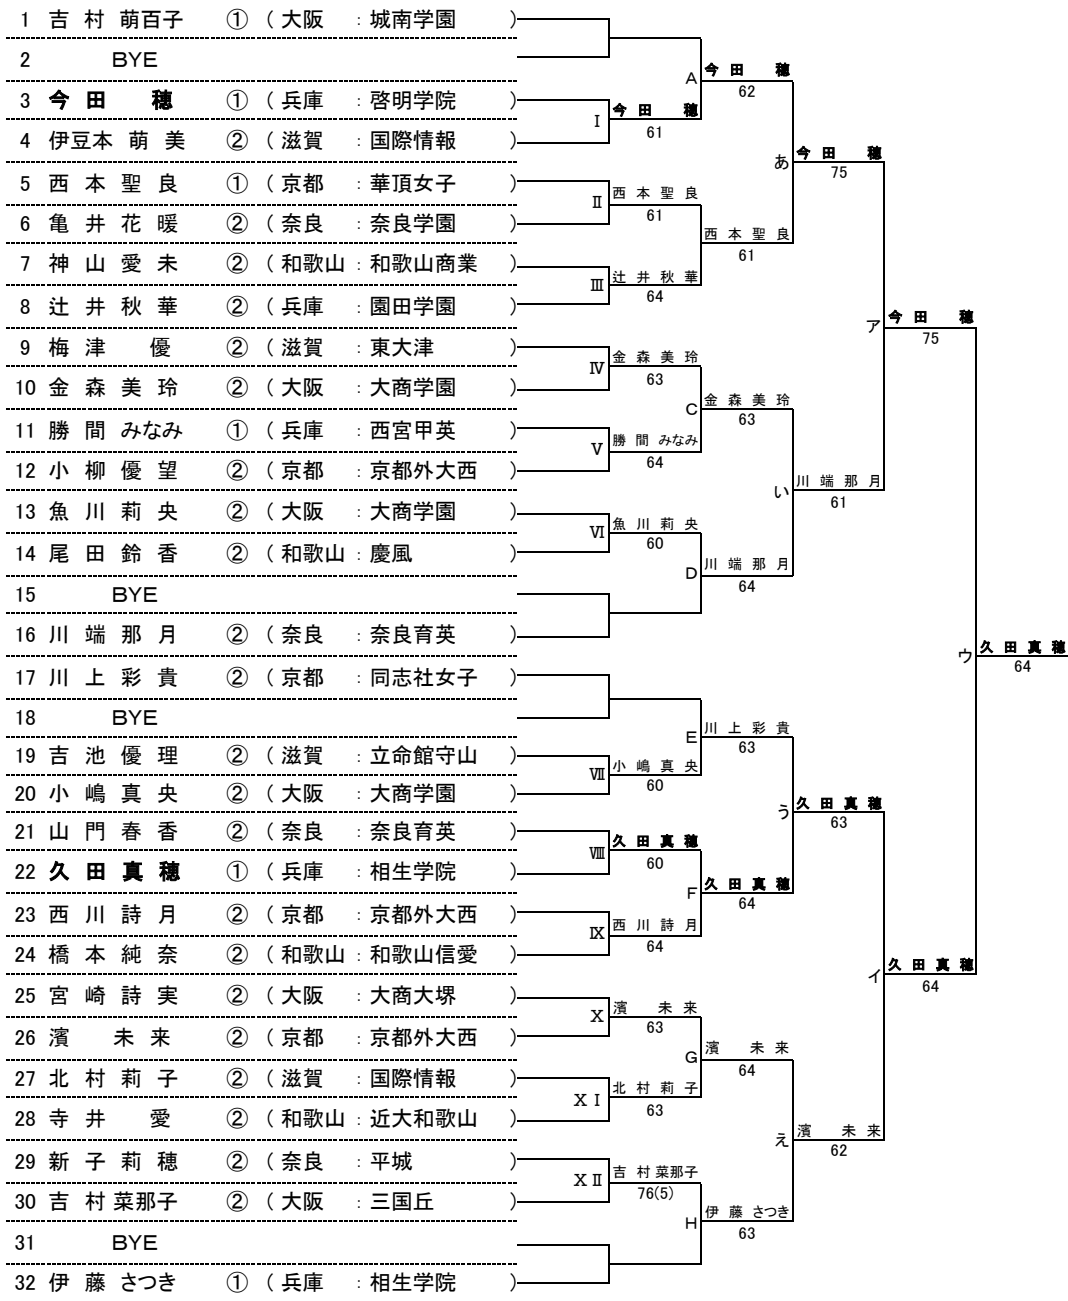 1 吉 村 萌百子 ① ( 大阪 : 城南学園 )
2 BYE
3 今 田 穂 ① ( 兵庫 : 啓明学院 )
4 伊豆本 萌 美 ② ( 滋賀 : 国際情報 )
5 西 本 聖 良 ① ( 京都 : 華頂女子 )
6 亀 井 花 暖 ② ( 奈良 : 奈良学園 )
7 神 山 愛 未 ② ( 和歌山 : 和歌山商業 )
8 辻 井 秋 華 ② ( 兵庫 : 園田学園 )
9 梅 津 優 ② ( 滋賀 : 東大津 )
10 金 森 美 玲 ② ( 大阪 : 大商学園 )
11 勝 間 みなみ ① ( 兵庫 : 西宮甲英 )
12 小 柳 優 望 ② ( 京都 : 京都外大西 )
13 魚 川 莉 央 ② ( 大阪 : 大商学園 )
14 尾 田 鈴 香 ② ( 和歌山 : 慶風 )
15 BYE
16 川 端 那 月 ② ( 奈良 : 奈良育英 )
17 川 上 彩 貴 ② ( 京都 : 同志社女子 )
18 BYE
19 吉 池 優 理 ② ( 滋賀 : 立命館守山 )
20 小 嶋 真 央 ② ( 大阪 : 大商学園 )
21 山 門 春 香 ② ( 奈良 : 奈良育英 )
22 久 田 真 穂 ① ( 兵庫 : 相生学院 )
23 西 川 詩 月 ② ( 京都 : 京都外大西 )
24 橋 本 純 奈 ② ( 和歌山 : 和歌山信愛 )
25 宮 崎 詩 実 ② ( 大阪 : 大商大堺 )
26 濱 未 来 ② ( 京都 : 京都外大西 )
27 北 村 莉 子 ② ( 滋賀 : 国際情報 )
28 寺 井 愛 ② ( 和歌山 : 近大和歌山 )
29 新 子 莉 穂 ② ( 奈良 : 平城 )
30 吉 村 菜那子 ② ( 大阪 : 三国丘 )
31 BYE
32 伊 藤 さつき ① ( 兵庫 : 相生学院 )
Ⅰ 今 田 穂
61
Ⅱ 西 本 聖 良
61
Ⅲ 辻 井 秋 華
64
Ⅳ 金 森 美 玲
63
Ⅴ 勝 間 みなみ
64
Ⅵ 魚 川 莉 央
60
Ⅶ 小 嶋 真 央
60
Ⅷ 久 田 真 穂
60
Ⅸ 西 川 詩 月
64
Ⅹ 濱 未 来
63
ⅩⅠ 北 村 莉 子
63
ⅩⅡ 吉 村 菜那子
76(5)
A 今 田 穂
62
西 本 聖 良
61
C 金 森 美 玲
63
D 川 端 那 月
64
E 川 上 彩 貴
63
F 久 田 真 穂
64
G 濱 未 来
64
H 伊 藤 さつき
63
あ 今 田 穂
75
い 川 端 那 月
61
う 久 田 真 穂
63
え 濱 未 来
62
ア 今 田 穂
75
イ 久 田 真 穂
64
ウ 久 田 真 穂
64